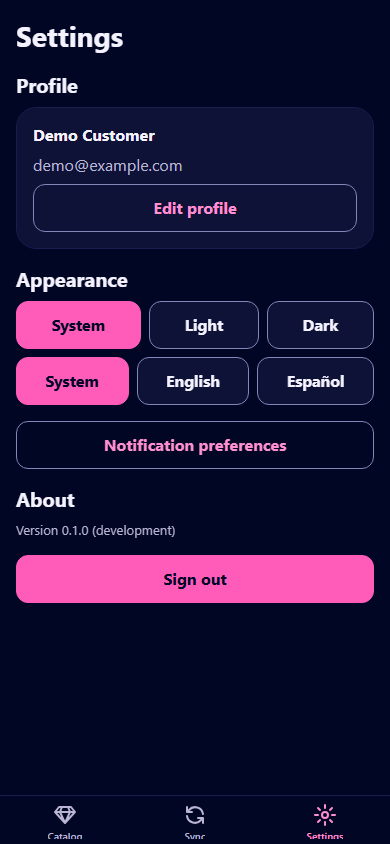 Settings
Profile
Demo Customer
demo@example.com
Edit profile
Appearance
System Light Dark
System English Español
Notification preferences
About
Version 0.1.0 (development)
Sign out
Catalog Sync Settings